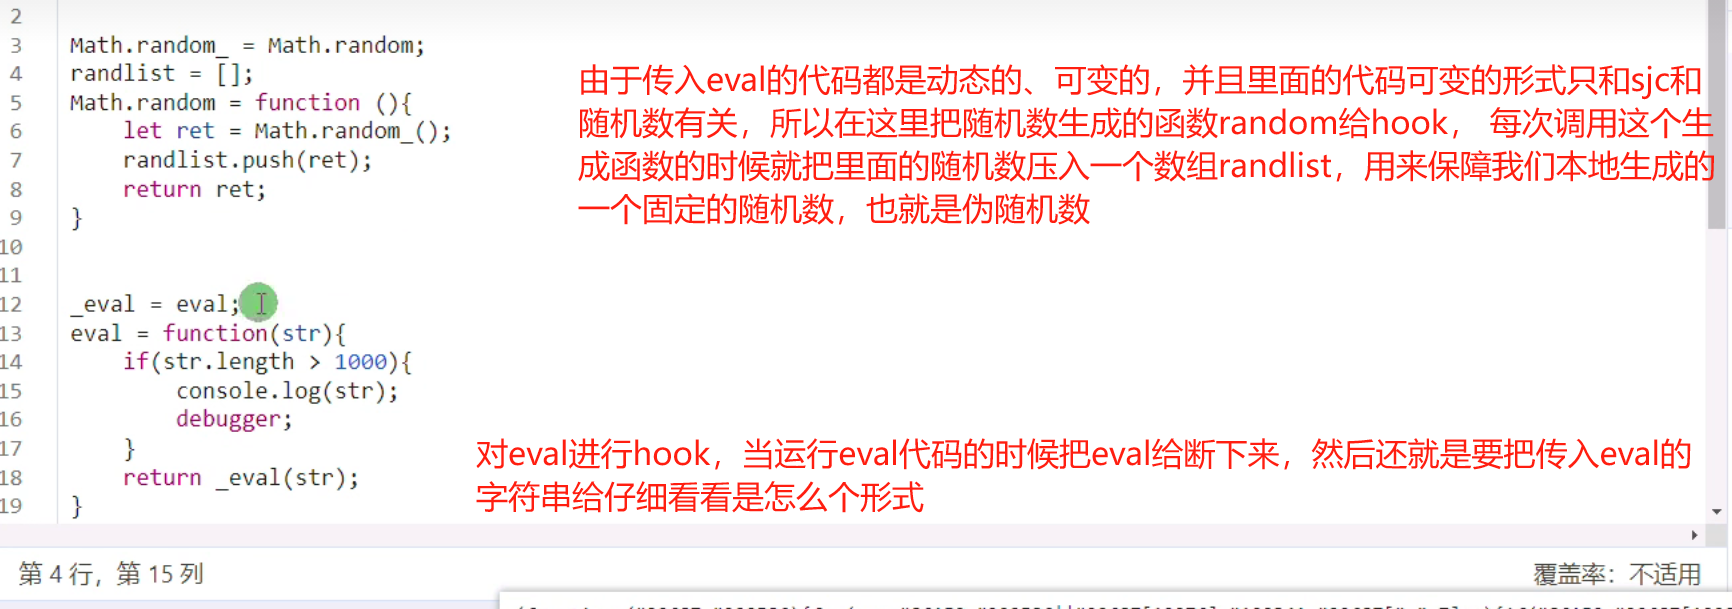 2
3 Math.random_ = Math.random;
4 randlist = [];
5 Math.random = function (){
6 let ret = Math.random_();
7 randlist.push(ret);
8 return ret;
9 }
10
11
12 _eval = eval;
13 eval = function(str){
14 if(str.length > 1000){
15 console.log(str);
16 debugger;
17 }
18 return _eval(str);
19 }
由于传入eval的代码都是动态的、可变的，并且里面的代码可变的形式只和sjc和
随机数有关，所以在这里把随机数生成的函数random给hook， 每次调用这个生
成函数的时候就把里面的随机数压入一个数组randlist，用来保障我们本地生成的
一个固定的随机数，也就是伪随机数
对eval进行hook，当运行eval代码的时候把eval给断下来，然后还就是要把传入eval的
字符串给仔细看看是怎么个形式
第 4 行，第 15 列
覆盖率：不适用